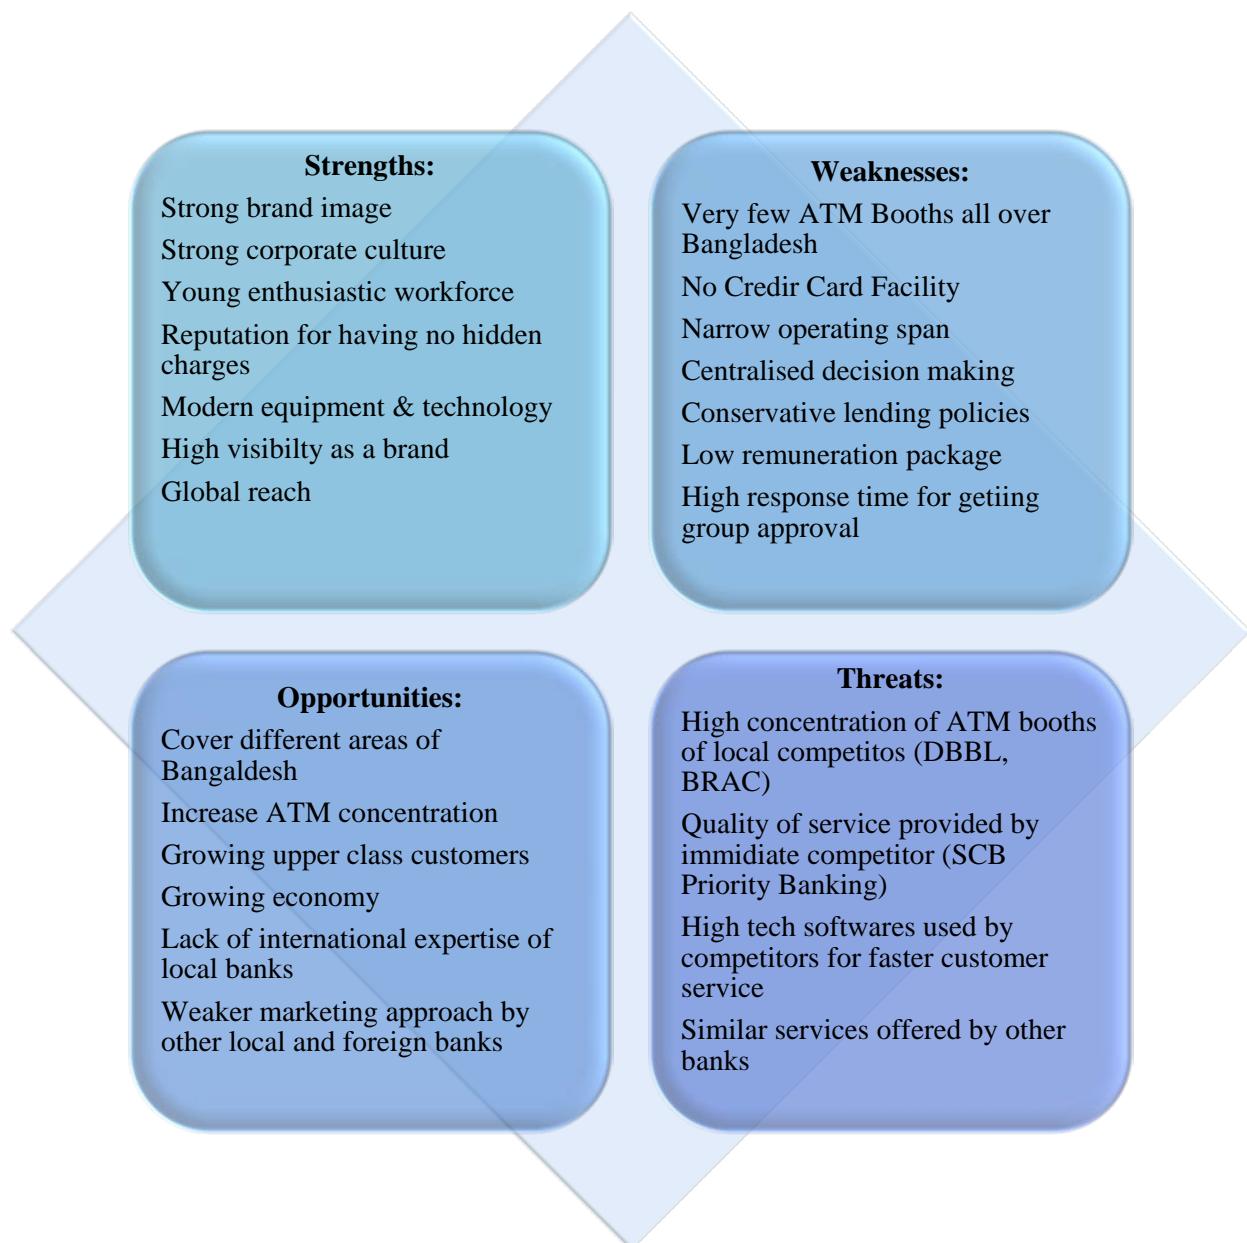 Strengths:
Strong brand image
Strong corporate culture
Young enthusiastic workforce
Reputation for having no hidden
charges
Modern equipment & technology
High visibilty as a brand
Global reach
Weaknesses:
Very few ATM Booths all over
Bangladesh
No Credir Card Facility
Narrow operating span
Centralised decision making
Conservative lending policies
Low remuneration package
High response time for getiing
group approval
Opportunities:
Cover different areas of
Bangaldesh
Increase ATM concentration
Growing upper class customers
Growing economy
Lack of international expertise of
local banks
Weaker marketing approach by
other local and foreign banks
Threats:
High concentration of ATM booths
of local competitos (DBBL,
BRAC)
Quality of service provided by
immidiate competitor (SCB
Priority Banking)
High tech softwares used by
competitors for faster customer
service
Similar services offered by other
banks